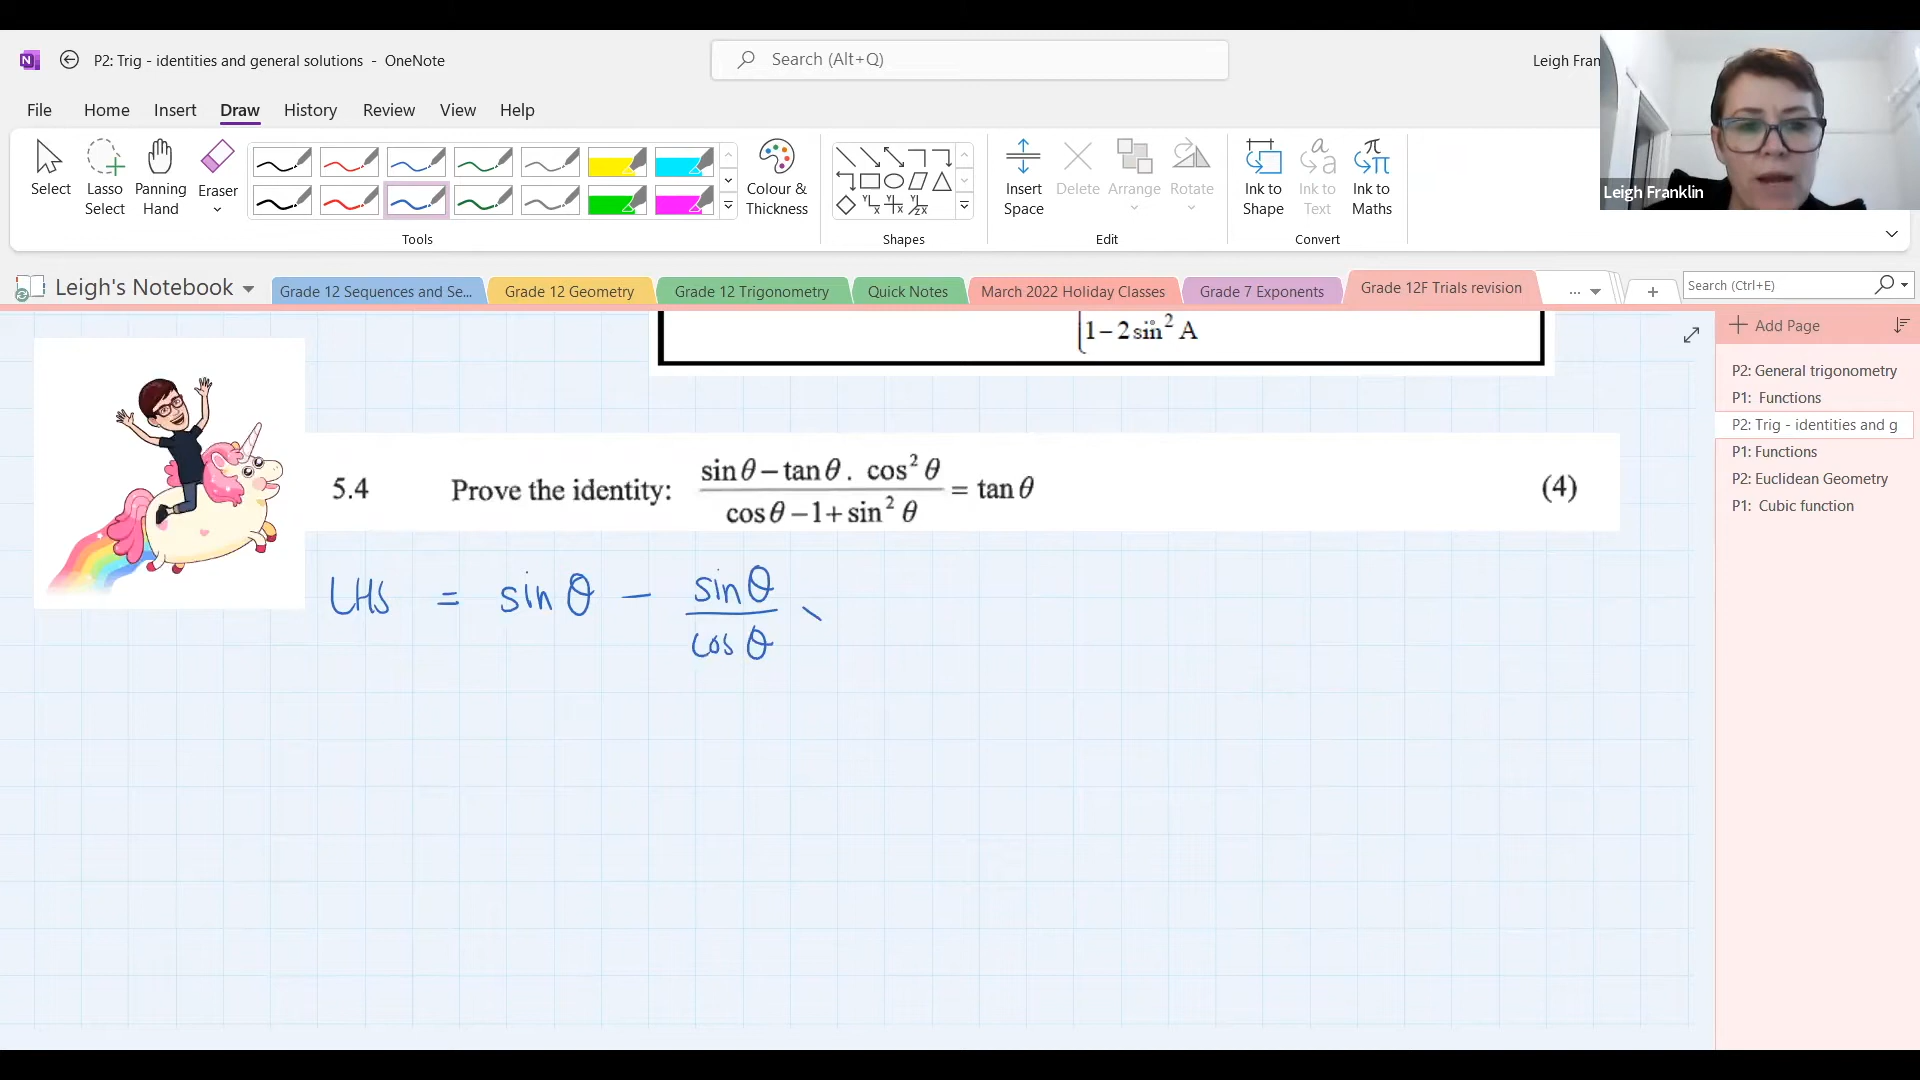 P2: Trig - identities and general solutions - OneNote
Search (Alt+Q)
Leigh Fran
File Home Insert Draw History Review View Help
Select
Lasso Select
Panning Hand
Eraser
Colour & Thickness
Insert Space
Delete
Arrange
Rotate
Ink to Shape
Ink to Text
Ink to Maths
Tools Shapes Edit Convert
Leigh Franklin
Leigh's Notebook
Grade 12 Sequences and Se... Grade 12 Geometry Grade 12 Trigonometry Quick Notes March 2022 Holiday Classes Grade 7 Exponents Grade 12F Trials revision ...
Search (Ctrl+E)
Add Page
P2: General trigonometry
P1: Functions
P2: Trig - identities and g
P1: Functions
P2: Euclidean Geometry
P1: Cubic function
1 − 2 sin² A
5.4 Prove the identity: (sin θ − tan θ . cos² θ)/(cos θ − 1 + sin² θ) = tan θ (4)
LHS = sin θ − sin θ/cos θ